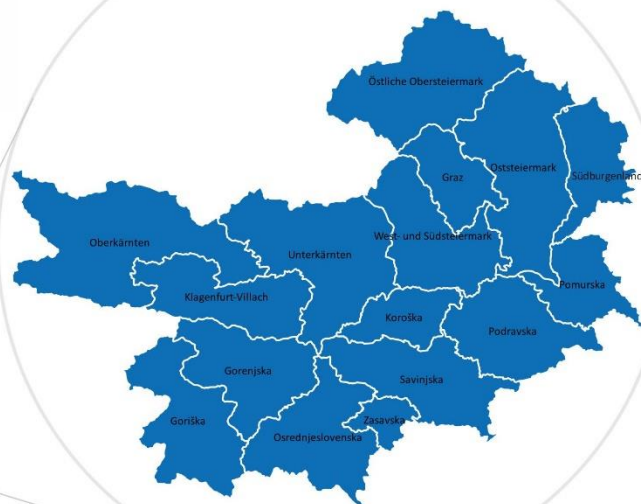 Östliche Obersteiermark
Graz
Oststeiermark
Südburgenland
Oberkärnten
Unterkärnten
West- und Südsteiermark
Klagenfurt-Villach
Koroška
Pomurska
Podravska
Gorenjska
Savinjska
Goriška
Zasavska
Osrednjeslovenska